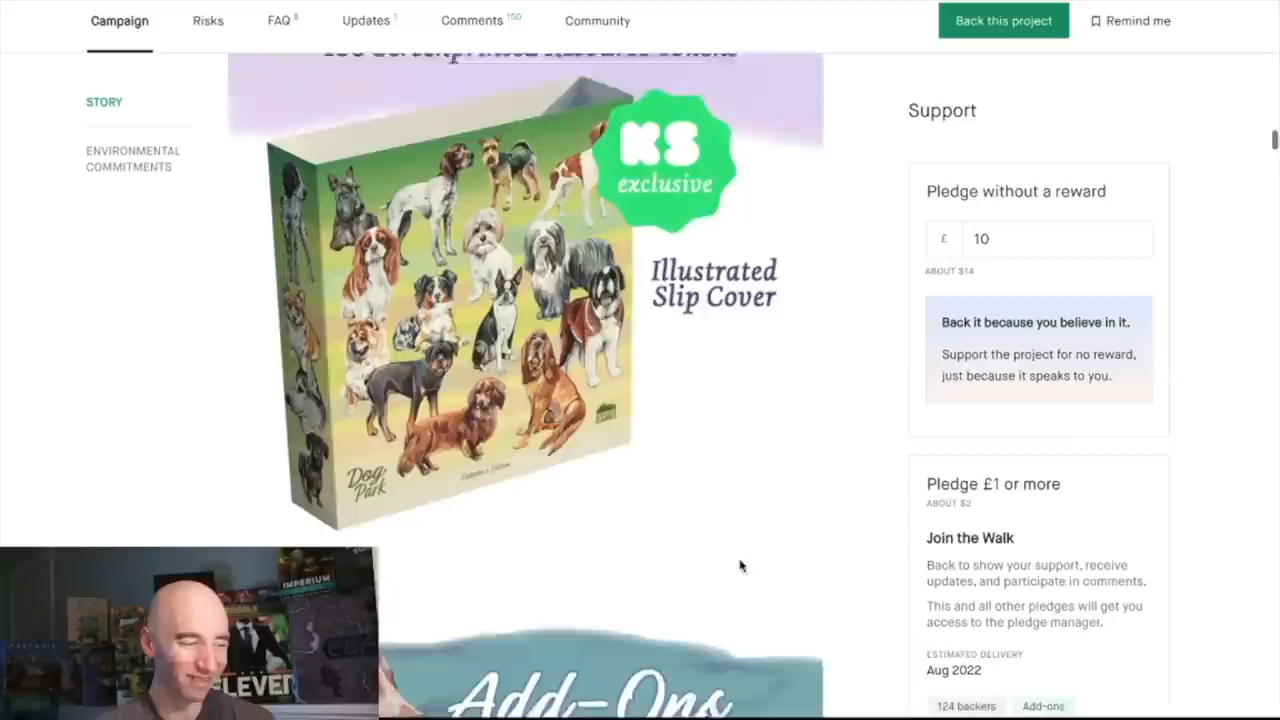 Campaign
Risks
FAQ 8
Updates 1
Comments 150
Community
Back this project
Remind me
STORY
ENVIRONMENTAL
COMMITMENTS
KS
exclusive
Illustrated
Slip Cover
Dog
Park
Add-Ons
Support
Pledge without a reward
£ 10
ABOUT $14
Back it because you believe in it.
Support the project for no reward,
just because it speaks to you.
Pledge £1 or more
ABOUT $2
Join the Walk
Back to show your support, receive
updates, and participate in comments.
This and all other pledges will get you
access to the pledge manager.
ESTIMATED DELIVERY
Aug 2022
124 backers
Add-ons
IMPERIUM
ELEVEN
CASCADIA